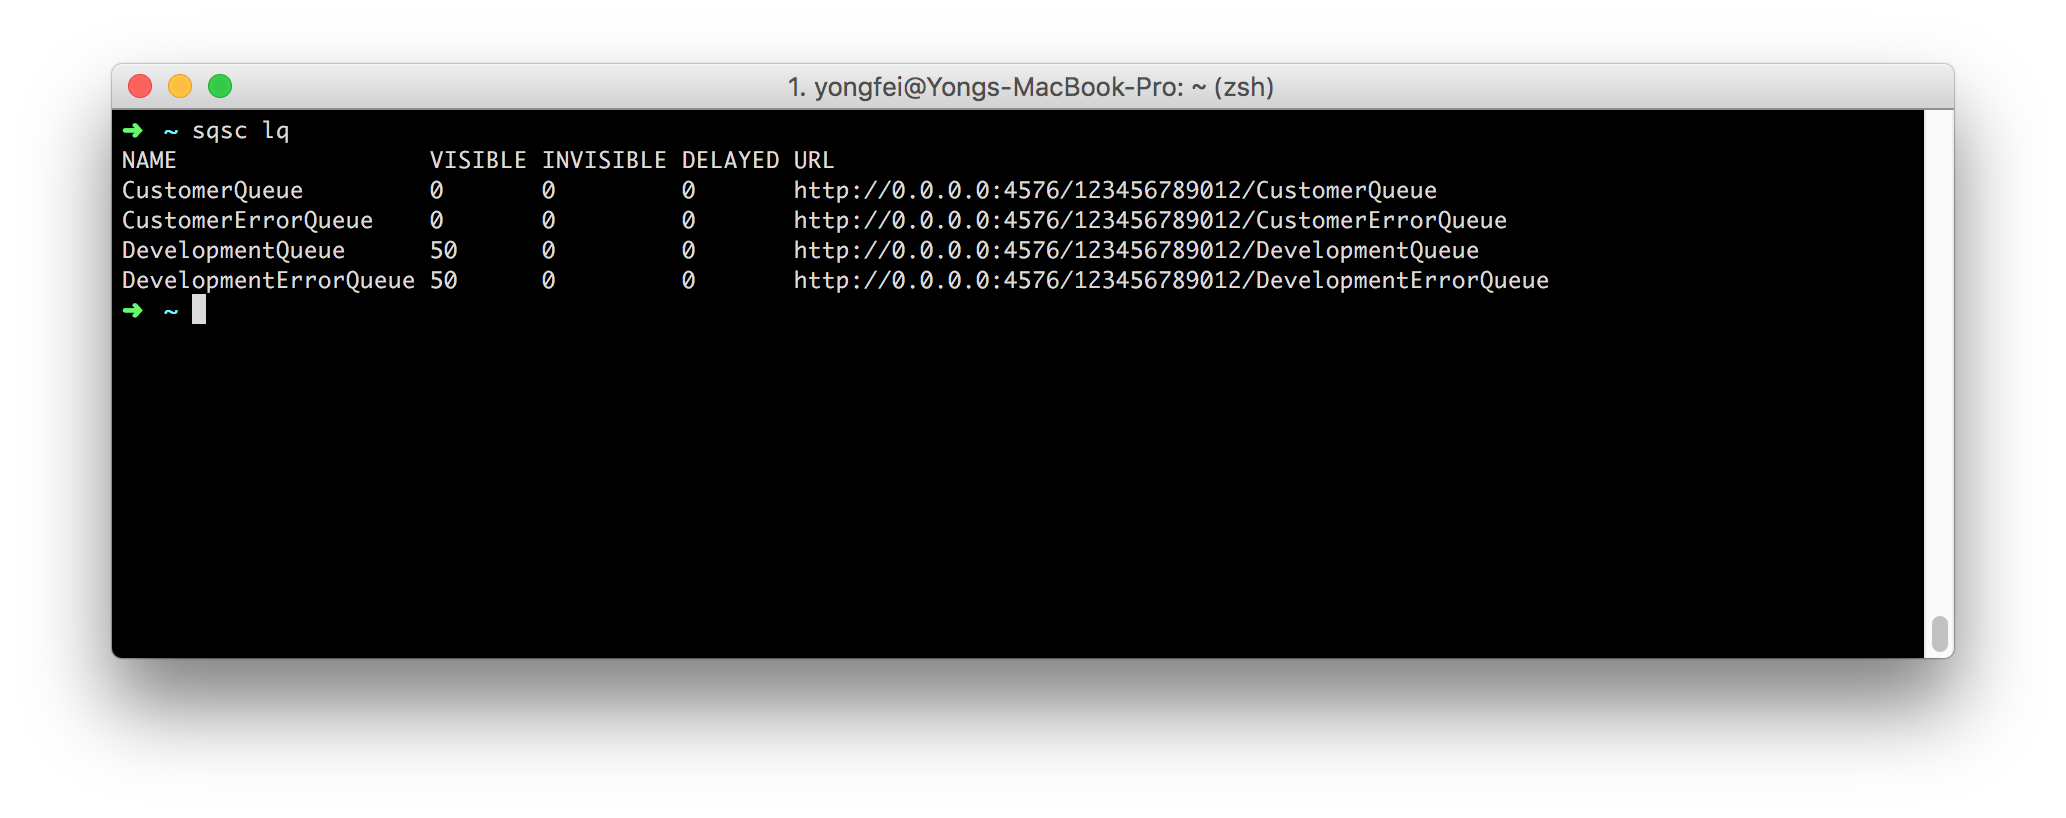 1. yongfei@Yongs-MacBook-Pro: ~ (zsh)
➜ ~ sqsc lq
NAME VISIBLE INVISIBLE DELAYED URL
CustomerQueue 0 0 0 http://0.0.0.0:4576/123456789012/CustomerQueue
CustomerErrorQueue 0 0 0 http://0.0.0.0:4576/123456789012/CustomerErrorQueue
DevelopmentQueue 50 0 0 http://0.0.0.0:4576/123456789012/DevelopmentQueue
DevelopmentErrorQueue 50 0 0 http://0.0.0.0:4576/123456789012/DevelopmentErrorQueue
➜ ~